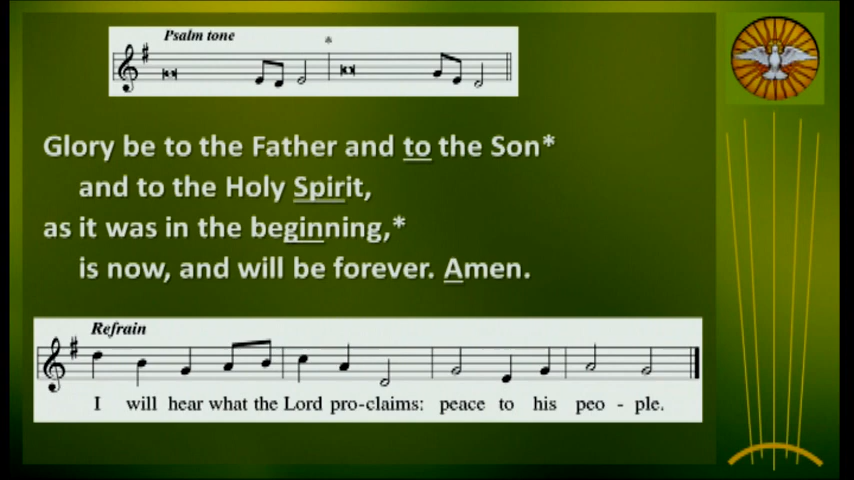 Psalm tone
*
Glory be to the Father and to the Son*
and to the Holy Spirit,
as it was in the beginning,*
is now, and will be forever. Amen.
Refrain
I will hear what the Lord pro-claims: peace to his peo - ple.